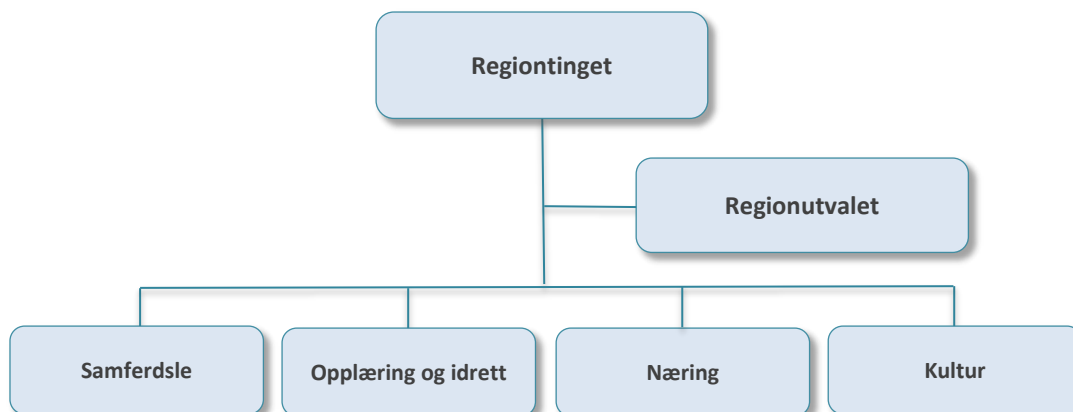 Regiontinget
Regionutvalet
Samferdsle
Opplæring og idrett
Næring
Kultur